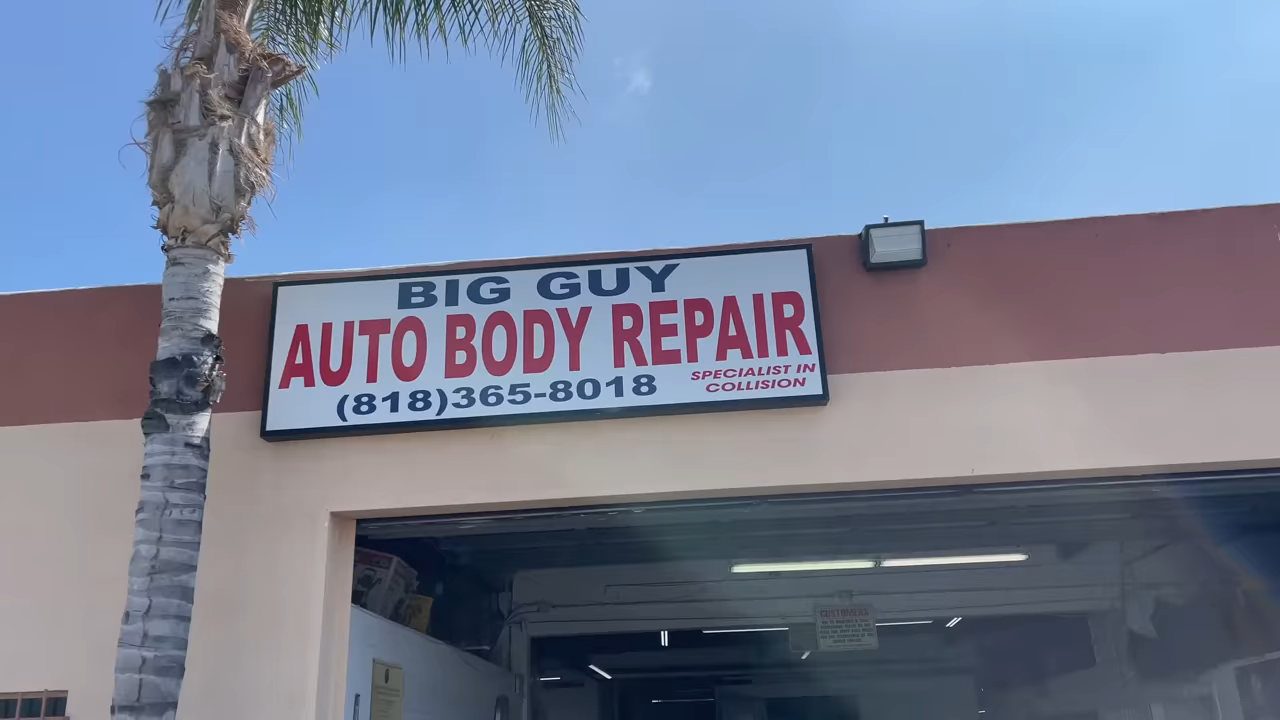 BIG GUY
AUTO BODY REPAIR
(818)365-8018
SPECIALIST IN
COLLISION
CUSTOMERS